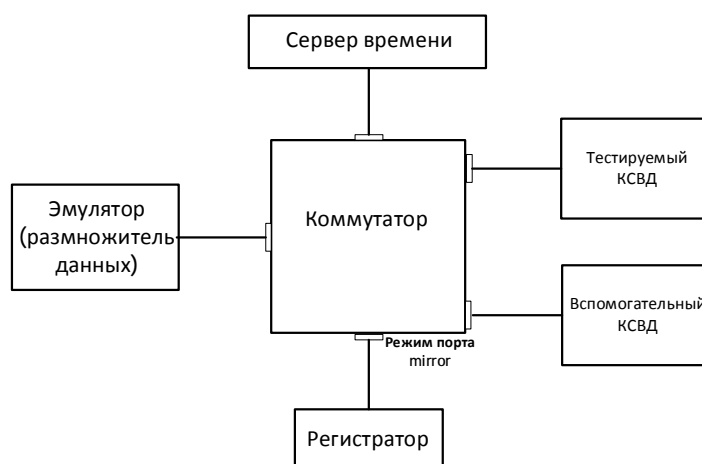 Сервер времени
Тестируемый
КСВД
Эмулятор
(размножитель
данных)
Коммутатор
Вспомогательный
КСВД
Режим порта
mirror
Регистратор